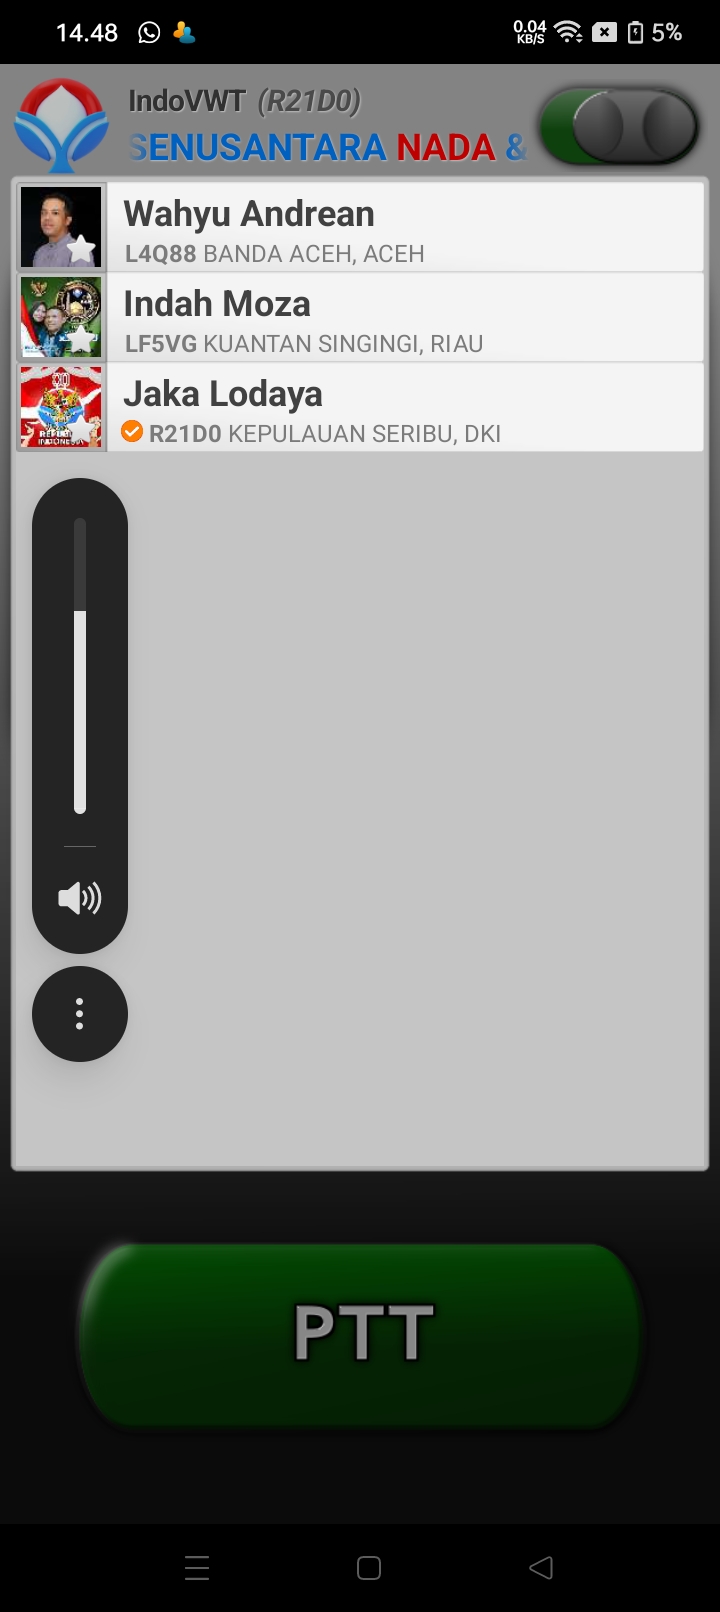 14.48 0.04 KB/S 5%
IndoVWT (R21D0)
SENUSANTARA NADA &
Wahyu Andrean
L4Q88 BANDA ACEH, ACEH
Indah Moza
LF5VG KUANTAN SINGINGI, RIAU
Jaka Lodaya
R21D0 KEPULAUAN SERIBU, DKI
PTT